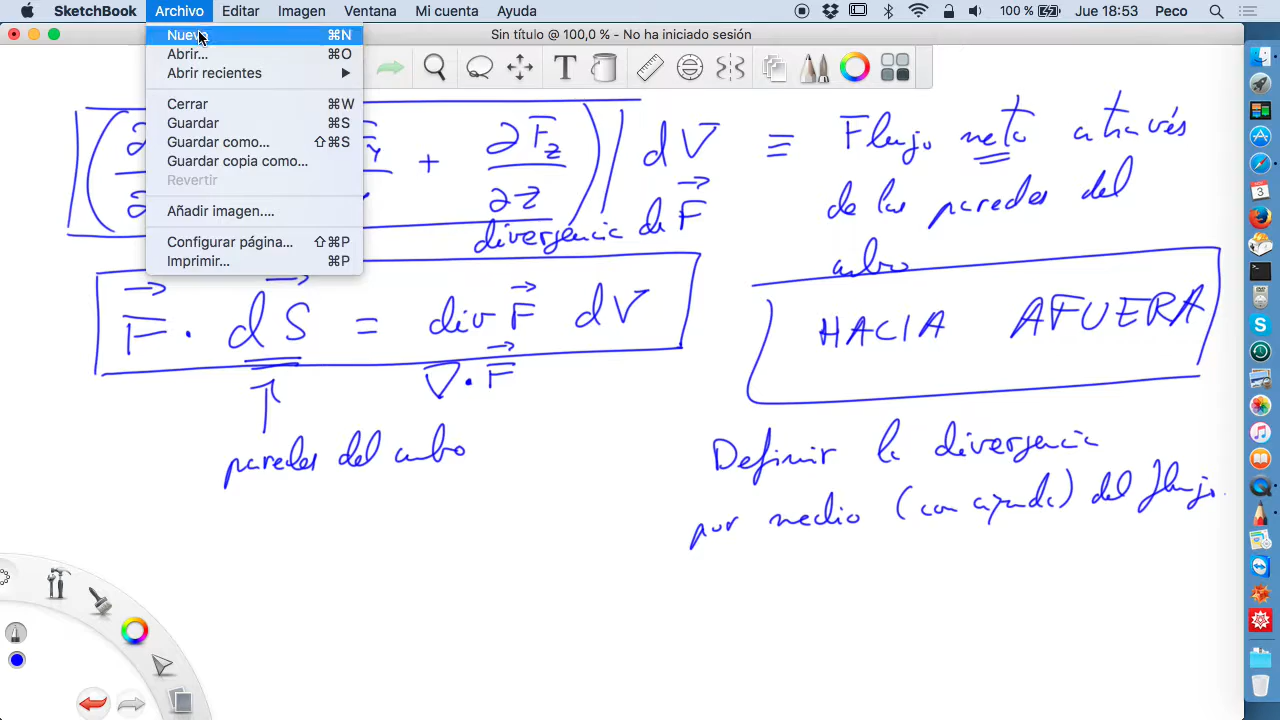 SketchBook Archivo Editar Imagen Ventana Mi cuenta Ayuda 100 % Jue 18:53 Peco
Sin título @ 100,0 % - No ha iniciado sesión
Nuevo ⌘N
Abrir... ⌘O
Abrir recientes
Cerrar ⌘W
Guardar ⌘S
Guardar como... ⇧⌘S
Guardar copia como...
Revertir
Añadir imagen....
Configurar página... ⇧⌘P
Imprimir... ⌘P
+ ∂F_z/∂z ) dV ≡ Flujo neto a través
de las paredes del
cubo
divergencia de F⃗
F⃗ · dS⃗ = div F⃗ dV
∇ · F⃗
HACIA AFUERA
paredes del cubo
Definir la divergencia
por medio (con ayuda) del flujo.
3